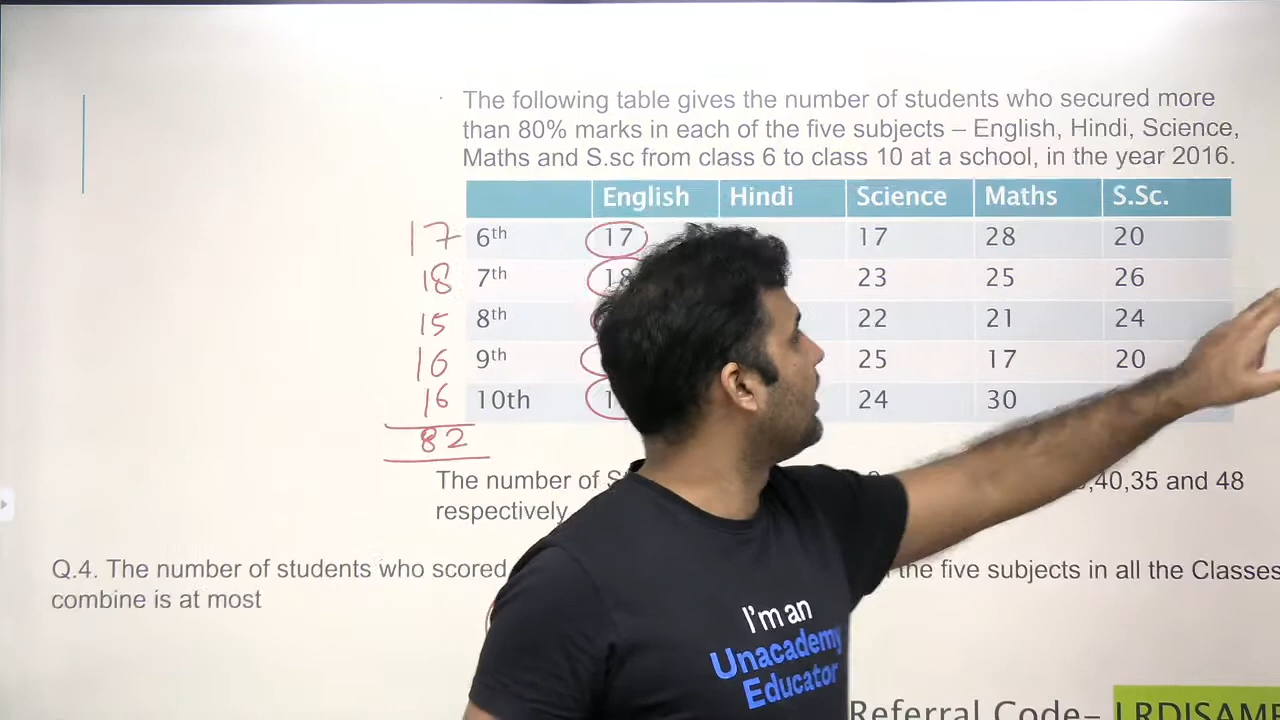 The following table gives the number of students who secured more
than 80% marks in each of the five subjects – English, Hindi, Science,
Maths and S.sc from class 6 to class 10 at a school, in the year 2016.
English Hindi Science Maths S.Sc.
17 6th 17 17 28 20
18 7th 18 23 25 26
15 8th 22 21 24
16 9th 25 17 20
16 10th 24 30
82
The number of 40,35 and 48
respectively
Q.4. The number of students who scored the five subjects in all the Classes
combine is at most
I'm an
Unacademy
Educator
Referral Code-